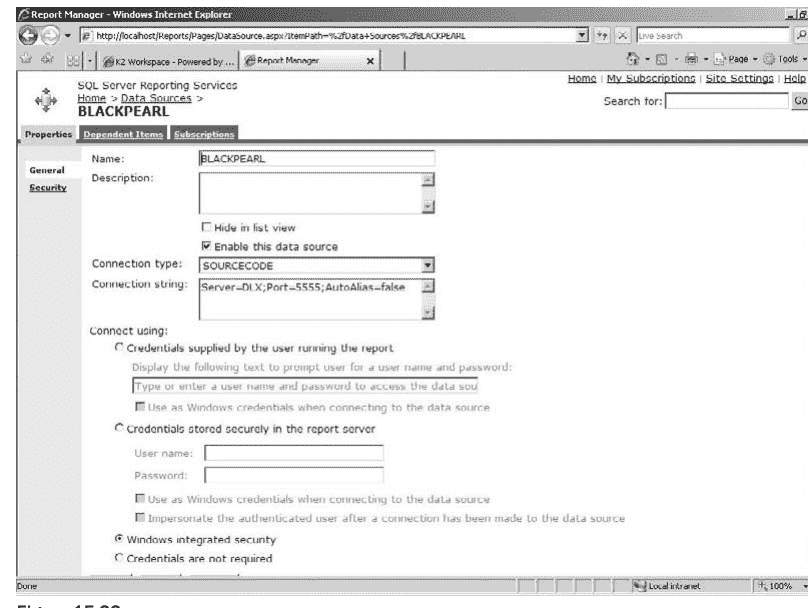 Report Manager - Windows Internet Explorer
http://localhost/Reports/Pages/DataSource.aspx?ItemPath=%2fData+Sources%2fBLACKPEARL
Live Search
K2 Workspace - Powered by ...
Report Manager
Page
Tools
SQL Server Reporting Services
Home | My Subscriptions | Site Settings | Help
Home > Data Sources >
BLACKPEARL
Search for:
Go
Properties
Dependent Items
Subscriptions
General
Security
Name:
BLACKPEARL
Description:
Hide in list view
Enable this data source
Connection type:
SOURCECODE
Connection string:
Server=DLX;Port=5555;AutoAlias=false
Connect using:
Credentials supplied by the user running the report
Display the following text to prompt user for a user name and password:
Type or enter a user name and password to access the data sou
Use as Windows credentials when connecting to the data source
Credentials stored securely in the report server
User name:
Password:
Use as Windows credentials when connecting to the data source
Impersonate the authenticated user after a connection has been made to the data source
Windows integrated security
Credentials are not required
Done
Local intranet
100%